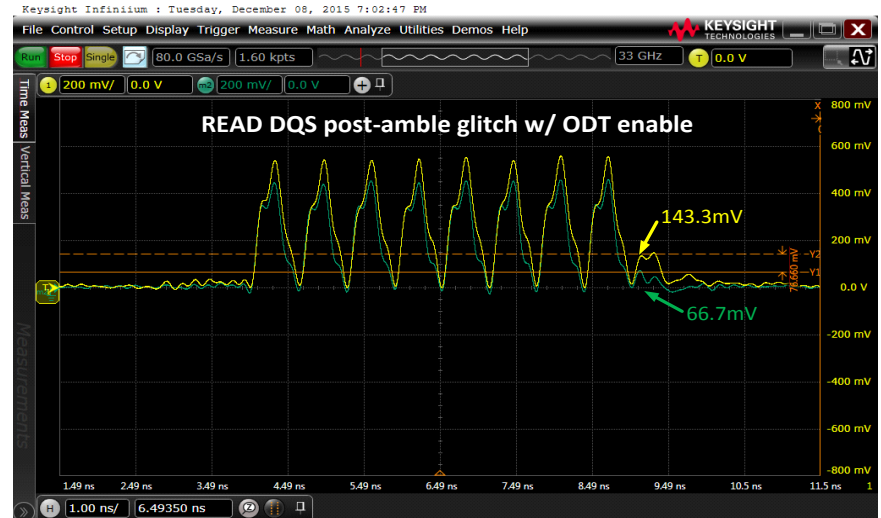 Keysight Infiniium : Tuesday, December 08, 2015 7:02:47 PM
File Control Setup Display Trigger Measure Math Analyze Utilities Demos Help
KEYSIGHT
TECHNOLOGIES
Run Stop Single 80.0 GSa/s 1.60 kpts 33 GHz T 0.0 V
1 200 mV/ 0.0 V m2 200 mV/ 0.0 V
Time Meas
Vertical Meas
Measurements
READ DQS post-amble glitch w/ ODT enable
X 800 mV
600 mV
400 mV
143.3mV
200 mV
Y2
76.660 mV
Y1
T
0.0 V
66.7mV
-200 mV
-400 mV
-600 mV
-800 mV
1.49 ns 2.49 ns 3.49 ns 4.49 ns 5.49 ns 6.49 ns 7.49 ns 8.49 ns 9.49 ns 10.5 ns 11.5 ns 1
H 1.00 ns/ 6.49350 ns